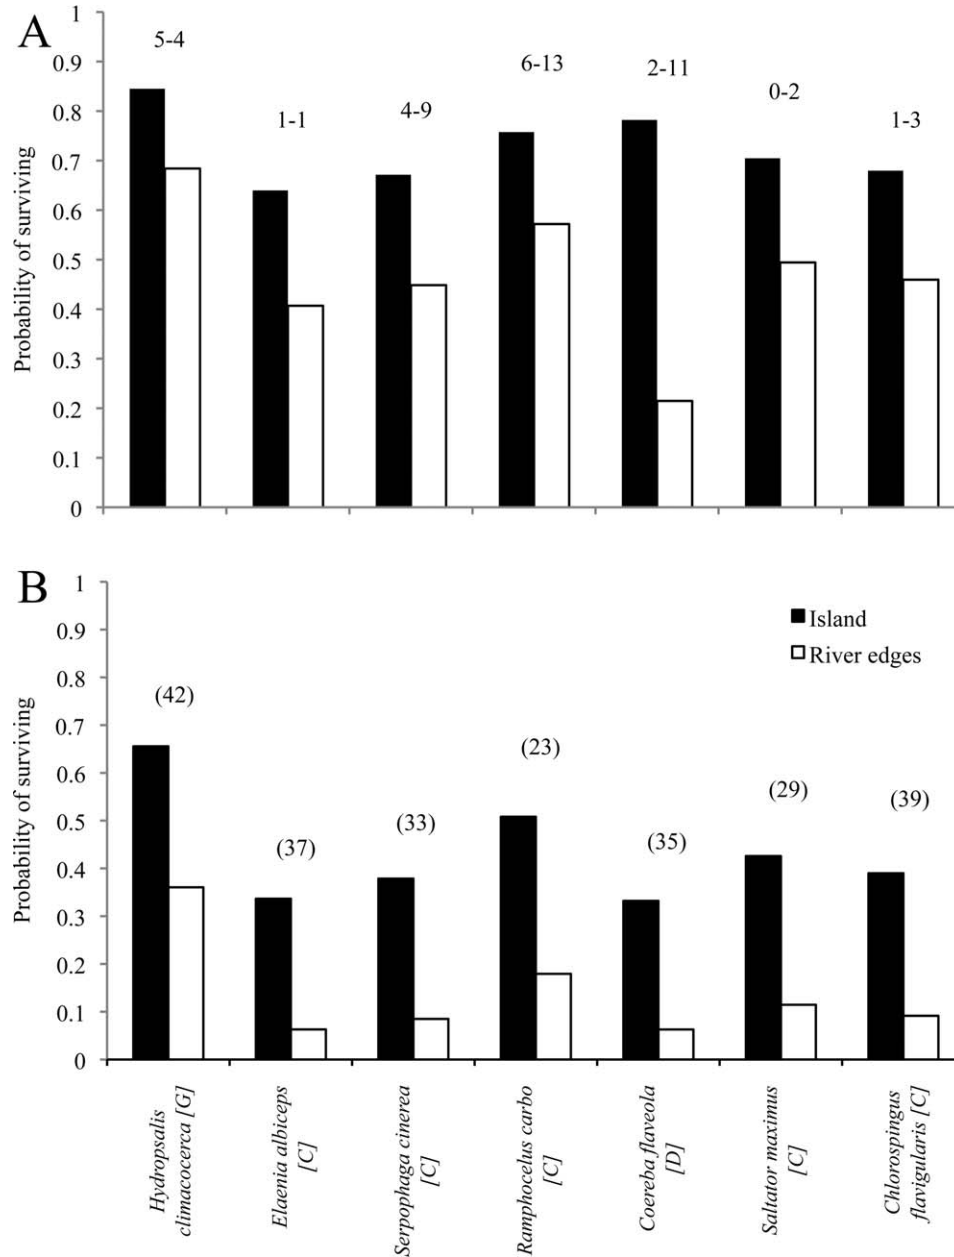 A
1
0.9
0.8
0.7
0.6
0.5
0.4
0.3
0.2
0.1
0
Probability of surviving
5-4
1-1
4-9
6-13
2-11
0-2
1-3
B
1
0.9
0.8
0.7
0.6
0.5
0.4
0.3
0.2
0.1
0
Probability of surviving
Island
River edges
(42)
(37)
(33)
(23)
(35)
(29)
(39)
Hydropsalis
climacocerca [G]
Elaenia albiceps
[C]
Serpophaga cinerea
[C]
Ramphocelus carbo
[C]
Coereba flaveola
[D]
Saltator maximus
[C]
Chlorospingus
flavigularis [C]